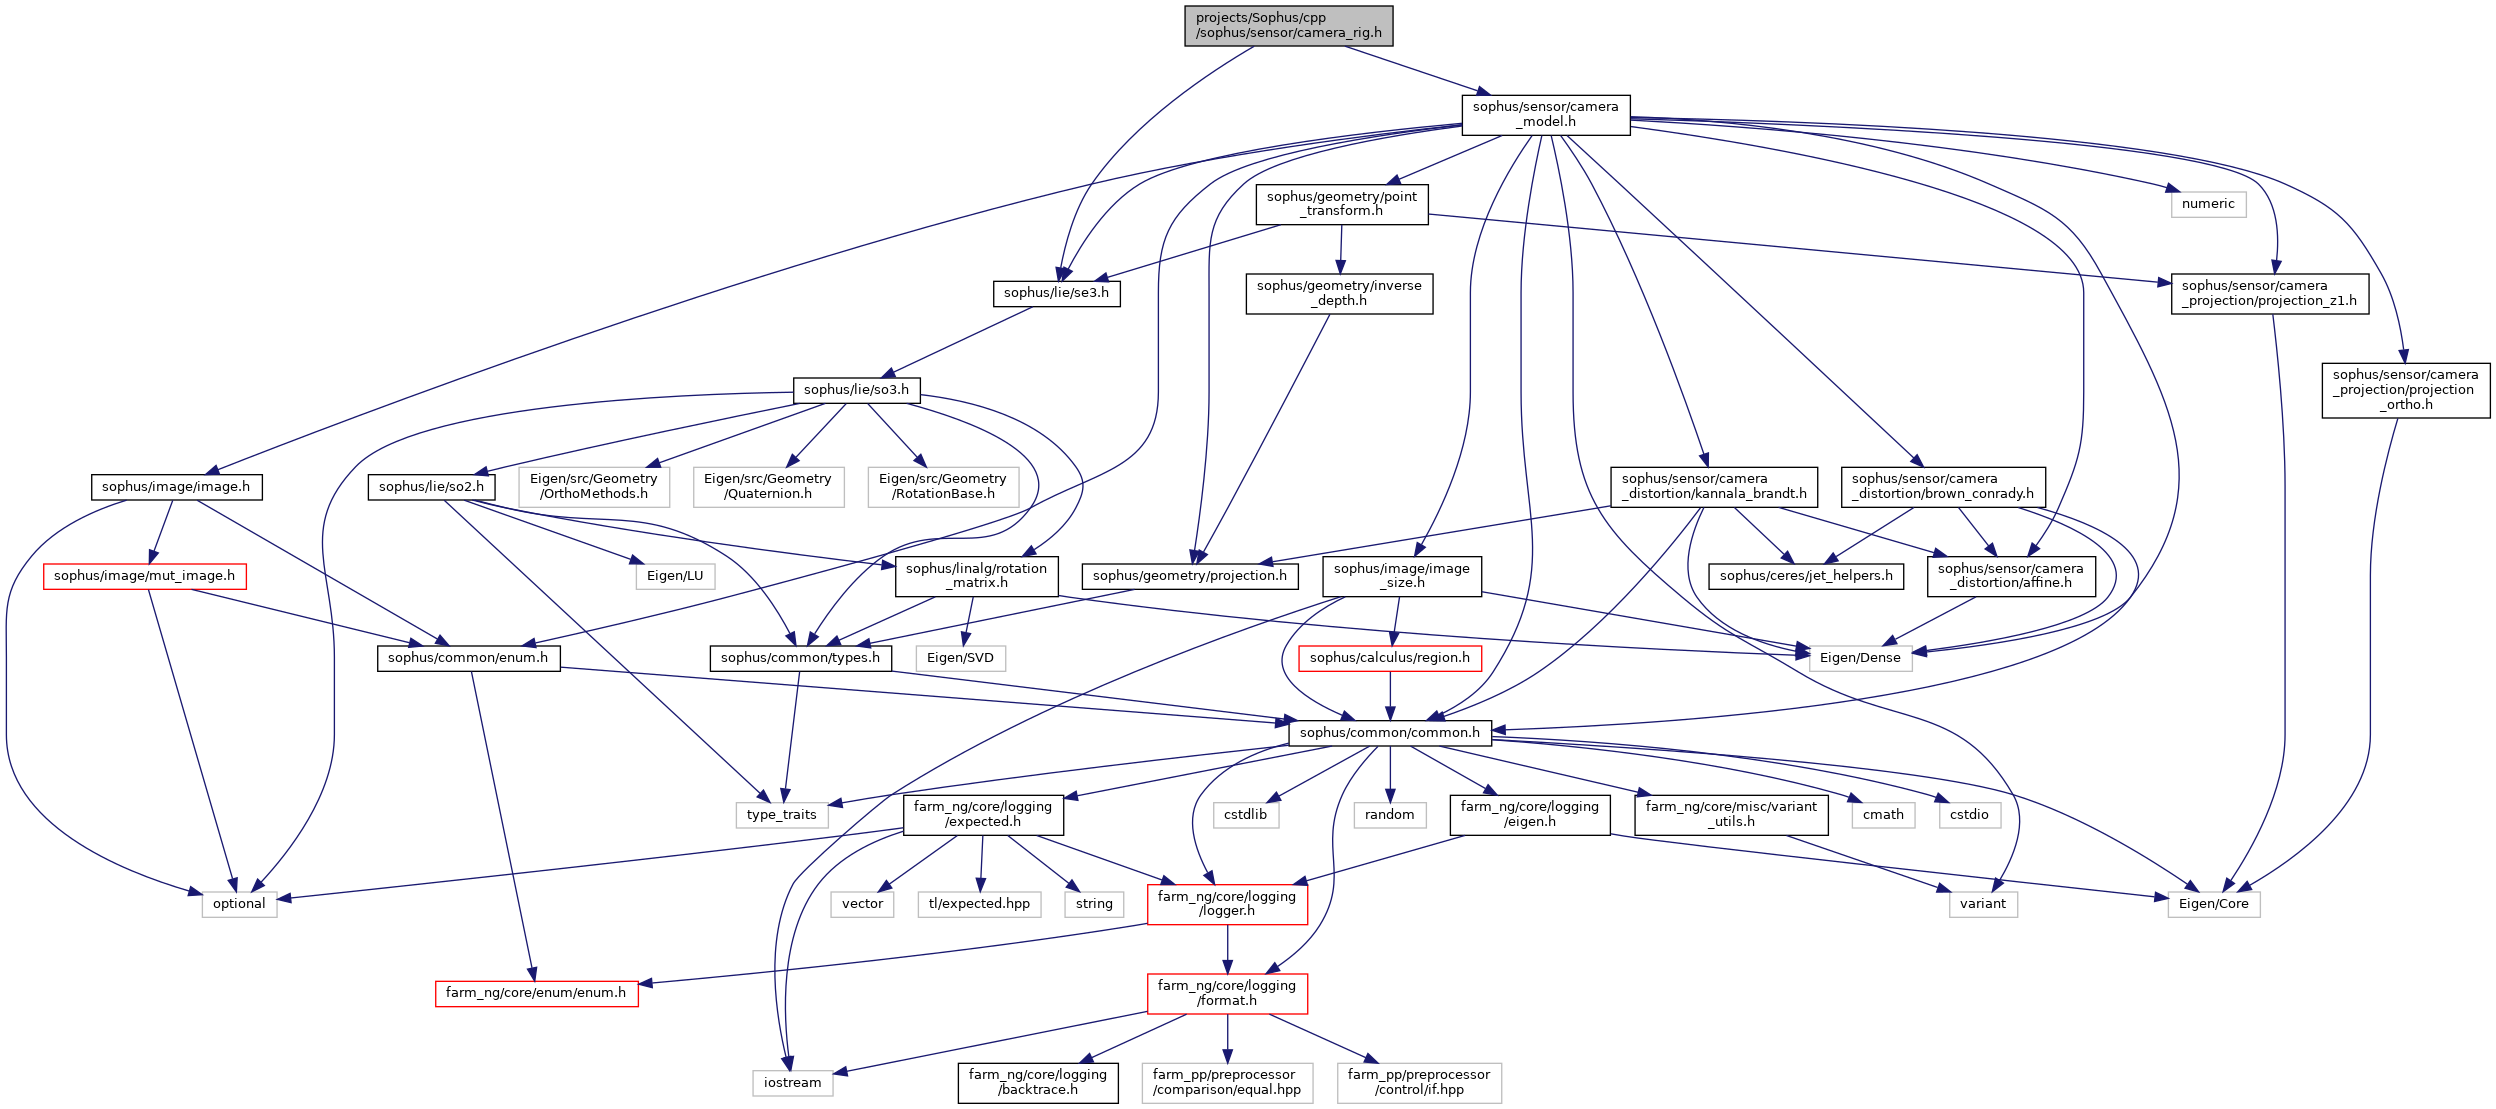 projects/Sophus/cpp
/sophus/sensor/camera_rig.h
sophus/sensor/camera
_model.h
sophus/geometry/point
_transform.h
numeric
sophus/lie/se3.h
sophus/geometry/inverse
_depth.h
sophus/sensor/camera
_projection/projection_z1.h
sophus/lie/so3.h
sophus/sensor/camera
_projection/projection
_ortho.h
sophus/image/image.h
sophus/lie/so2.h
Eigen/src/Geometry
/OrthoMethods.h
Eigen/src/Geometry
/Quaternion.h
Eigen/src/Geometry
/RotationBase.h
sophus/sensor/camera
_distortion/kannala_brandt.h
sophus/sensor/camera
_distortion/brown_conrady.h
sophus/image/mut_image.h
Eigen/LU
sophus/linalg/rotation
_matrix.h
sophus/geometry/projection.h
sophus/image/image
_size.h
sophus/ceres/jet_helpers.h
sophus/sensor/camera
_distortion/affine.h
sophus/common/enum.h
sophus/common/types.h
Eigen/SVD
sophus/calculus/region.h
Eigen/Dense
sophus/common/common.h
type_traits
farm_ng/core/logging
/expected.h
cstdlib
random
farm_ng/core/logging
/eigen.h
farm_ng/core/misc/variant
_utils.h
cmath
cstdio
optional
vector
tl/expected.hpp
string
farm_ng/core/logging
/logger.h
variant
Eigen/Core
farm_ng/core/enum/enum.h
farm_ng/core/logging
/format.h
iostream
farm_ng/core/logging
/backtrace.h
farm_pp/preprocessor
/comparison/equal.hpp
farm_pp/preprocessor
/control/if.hpp